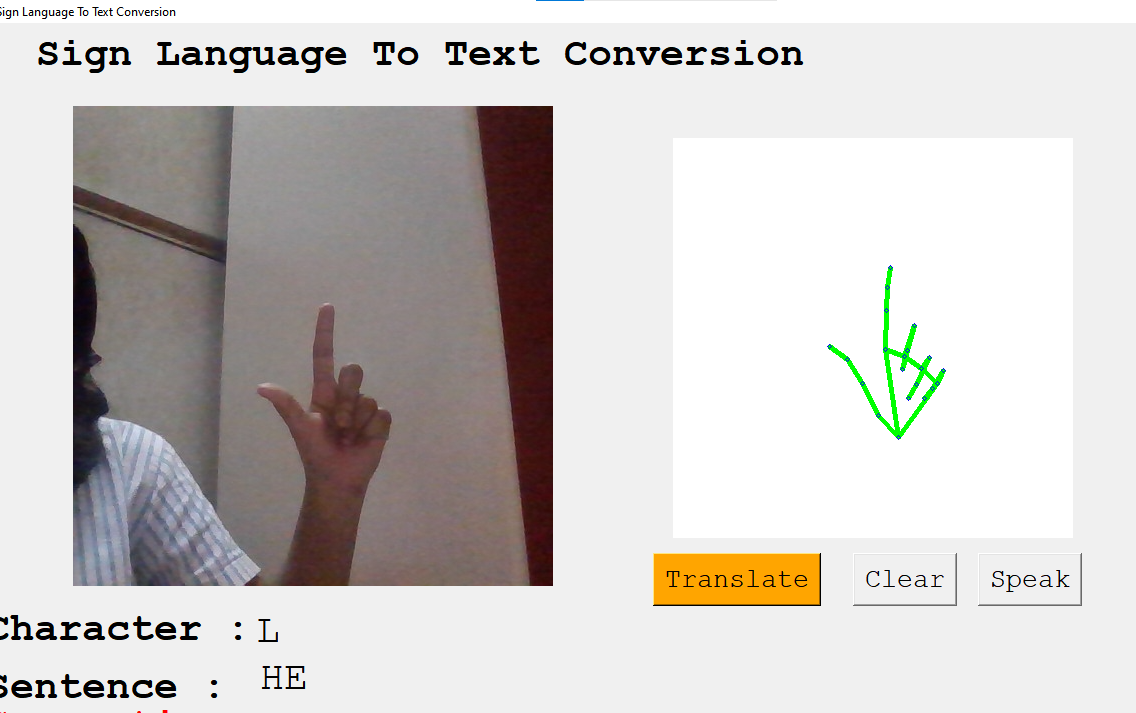 Sign Language To Text Conversion
Sign Language To Text Conversion
Translate
Clear
Speak
Character : L
Sentence : HE